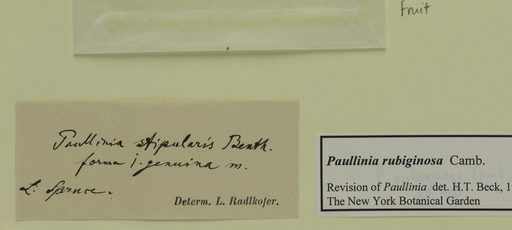 fruit
Paullinia stipularis Benth.
forma 1. genuina m.
L. Spruce.
Determ. L. Radlkofer.
Paullinia rubiginosa Camb.
Revision of Paullinia det. H.T. Beck, 1
The New York Botanical Garden